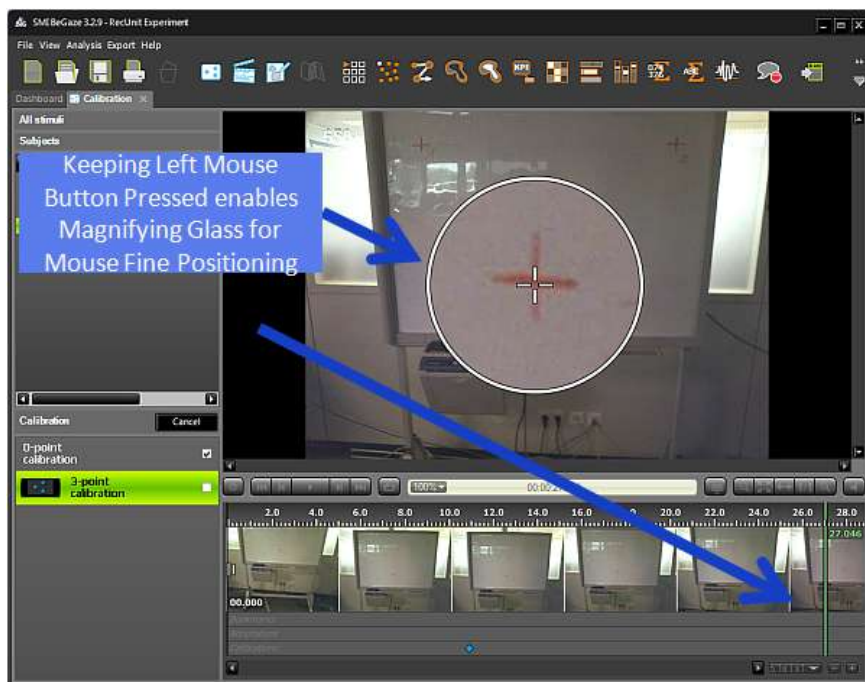 SMI BeGaze 3.2.9 - RecUnit Experiment
File View Analysis Export Help
Dashboard Calibration
All stimuli
Subjects
Keeping Left Mouse
Button Pressed enables
Magnifying Glass for
Mouse Fine Positioning
Calibration Cancel
0-point
calibration
3-point
calibration
100%
2.0 4.0 6.0 8.0 10.0 12.0 14.0 16.0 18.0 20.0 22.0 24.0 26.0 28.0
27.046
00.000